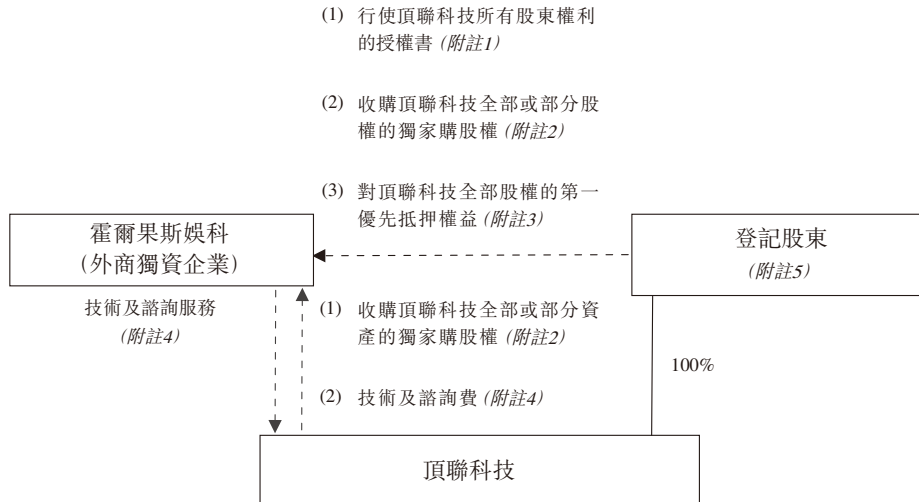 (1) 行使頂聯科技所有股東權利
的授權書 (附註1)
(2) 收購頂聯科技全部或部分股
權的獨家購股權 (附註2)
(3) 對頂聯科技全部股權的第一
優先抵押權益 (附註3)
霍爾果斯娛科
(外商獨資企業)
登記股東
(附註5)
技術及諮詢服務
(附註4)
(1) 收購頂聯科技全部或部分資
產的獨家購股權 (附註2)
(2) 技術及諮詢費 (附註4)
100%
頂聯科技